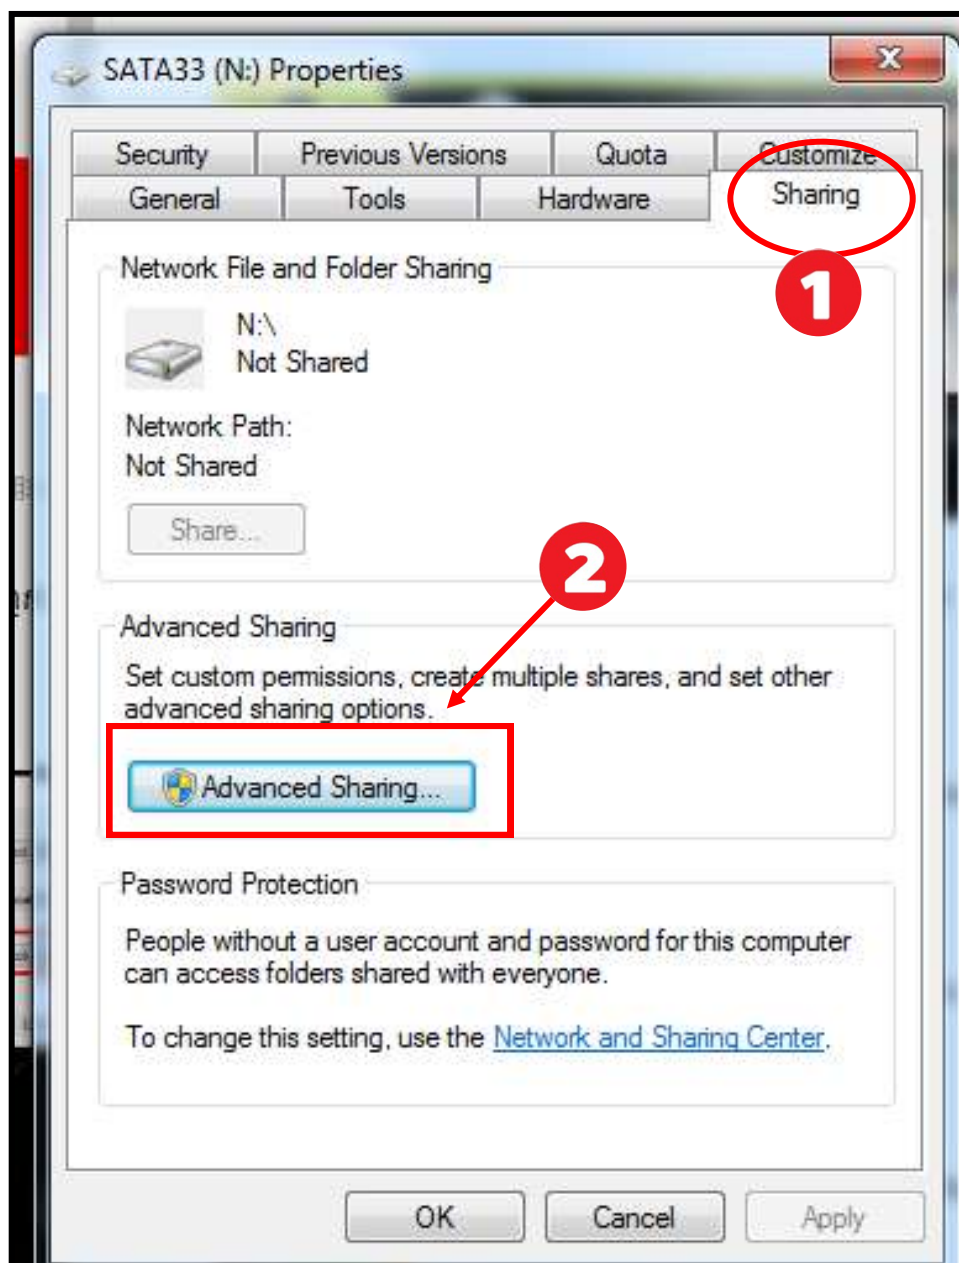 SATA33 (N:) Properties
Security Previous Versions Quota Customize
General Tools Hardware Sharing
1
Network File and Folder Sharing
N:\
Not Shared
Network Path:
Not Shared
Share...
2
Advanced Sharing
Set custom permissions, create multiple shares, and set other
advanced sharing options.
Advanced Sharing...
Password Protection
People without a user account and password for this computer
can access folders shared with everyone.
To change this setting, use the Network and Sharing Center.
OK Cancel Apply